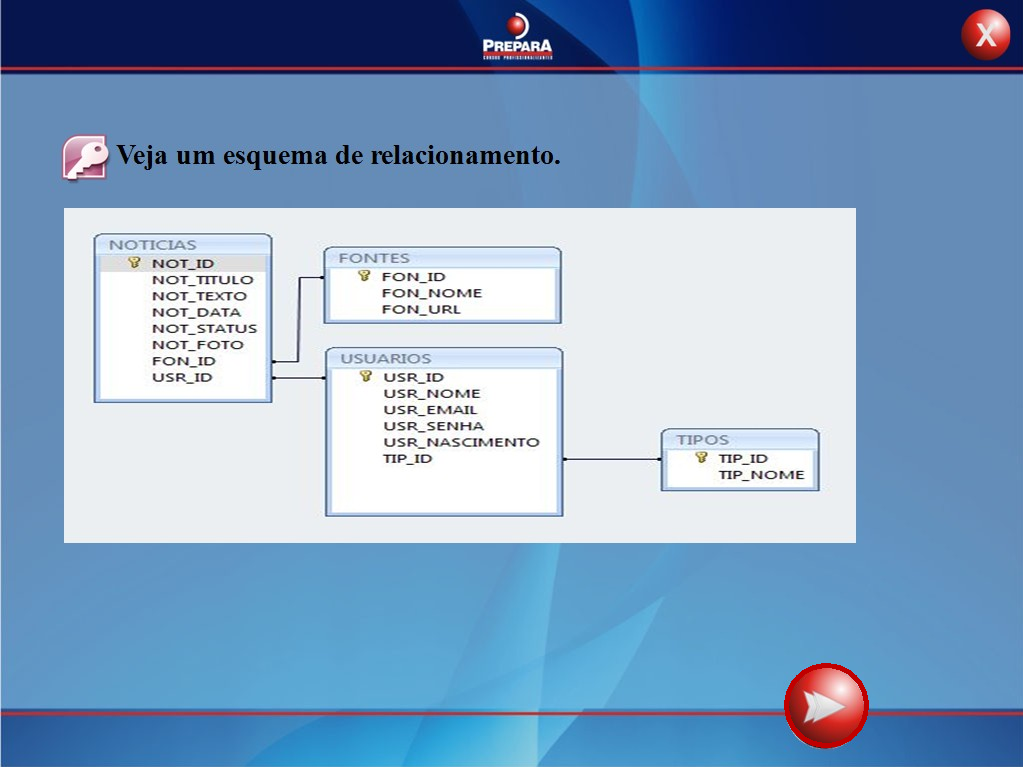 PREPARA
CURSOS PROFISSIONALIZANTES
X
Veja um esquema de relacionamento.
NOTICIAS
NOT_ID
NOT_TITULO
NOT_TEXTO
NOT_DATA
NOT_STATUS
NOT_FOTO
FON_ID
USR_ID
FONTES
FON_ID
FON_NOME
FON_URL
USUARIOS
USR_ID
USR_NOME
USR_EMAIL
USR_SENHA
USR_NASCIMENTO
TIP_ID
TIPOS
TIP_ID
TIP_NOME